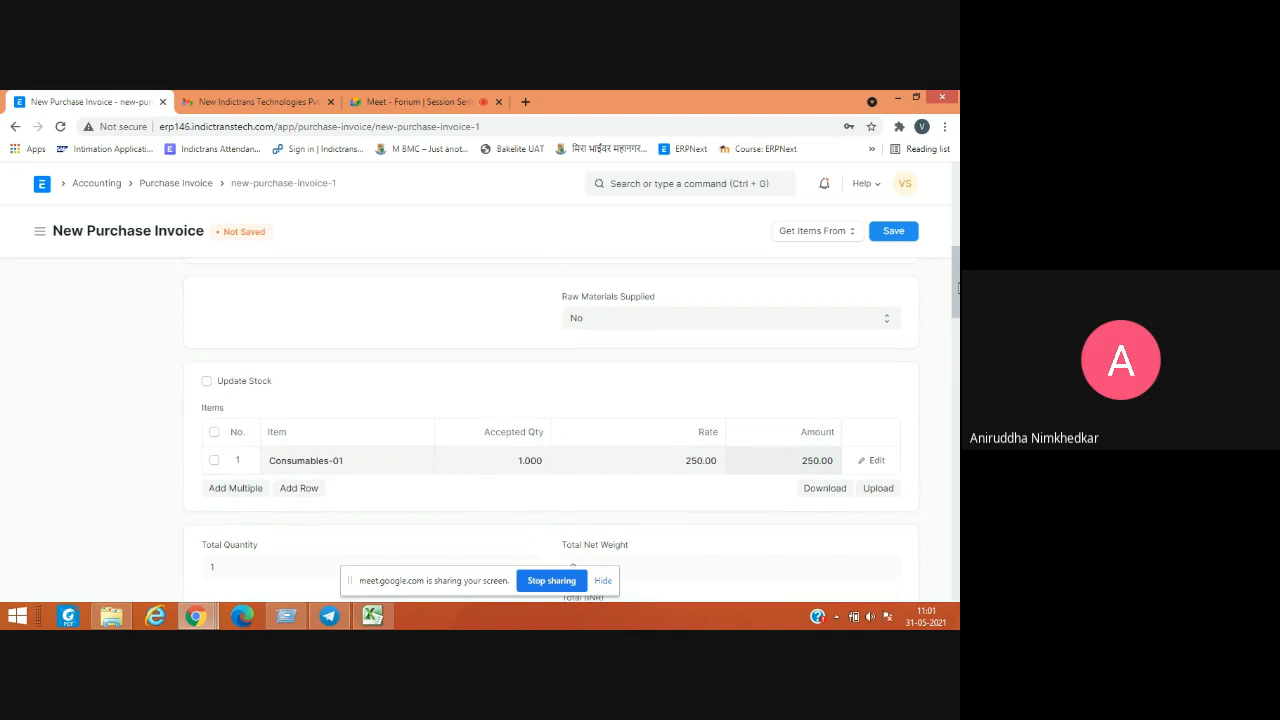 New Purchase Invoice - new-pur
New Indictrans Technologies Pvt
Meet - Forium | Session Sen
Not secure
erp146.indictranstech.com/app/purchase-invoice/new-purchase-invoice-1
V
Apps
Intimation Applicati...
Indictrans Attendan...
Sign in | Indictrans...
M BMC – Just anot...
Bakelite UAT
मिरा भाईंदर महानगर...
ERPNext
Course: ERPNext
»
Reading list
E
Accounting
Purchase Invoice
new-purchase-invoice-1
Search or type a command (Ctrl + G)
Help
VS
New Purchase Invoice
• Not Saved
Get Items From
Save
Raw Materials Supplied
No
Update Stock
Items
No. Item Accepted Qty Rate Amount
1 Consumables-01 1.000 250.00 250.00 Edit
Add Multiple Add Row Download Upload
Total Quantity Total Net Weight
1
meet.google.com is sharing your screen. Stop sharing Hide
11:01
31-05-2021
A
Aniruddha Nimkhedkar